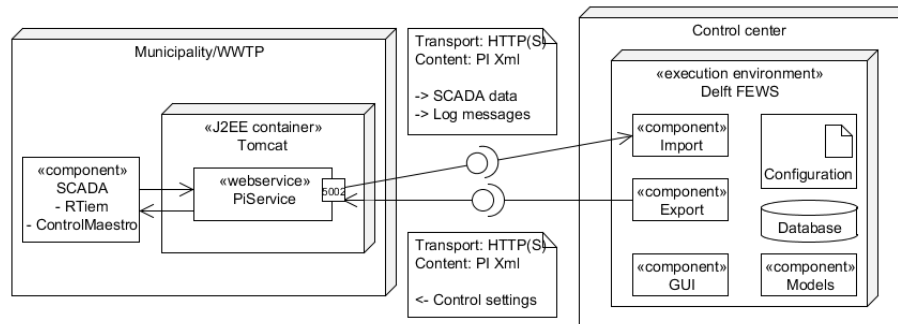 Municipality/WWTP
«J2EE container»
Tomcat
«component»
SCADA
- RTiem
- ControlMaestro
«webservice»
PiService
5002
Transport: HTTP(S)
Content: PI Xml
-> SCADA data
-> Log messages
Transport: HTTP(S)
Content: PI Xml
<- Control settings
Control center
«execution environment»
Delft FEWS
«component»
Import
Configuration
«component»
Export
Database
«component»
GUI
«component»
Models